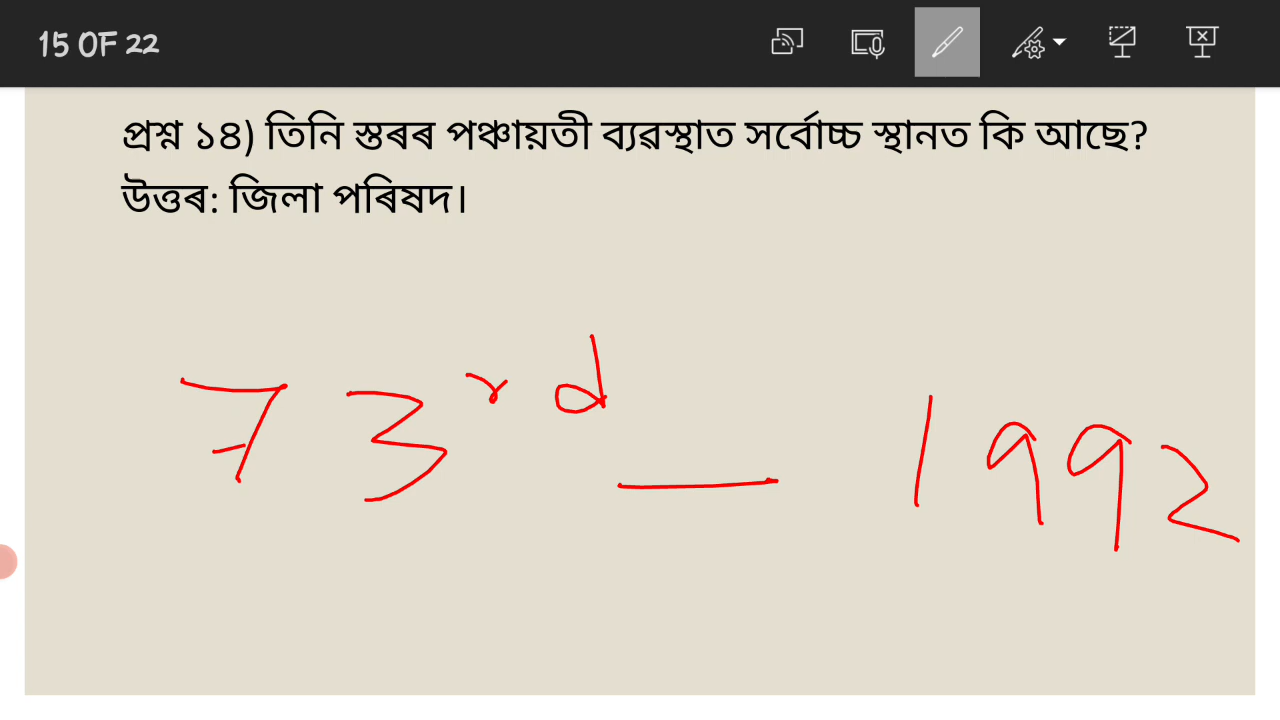 15 OF 22
প্ৰশ্ন ১৪) তিনি স্তৰৰ পঞ্চায়তী ব্যৱস্থাত সৰ্বোচ্চ স্থানত কি আছে?
উত্তৰ: জিলা পৰিষদ।
73rd — 1992